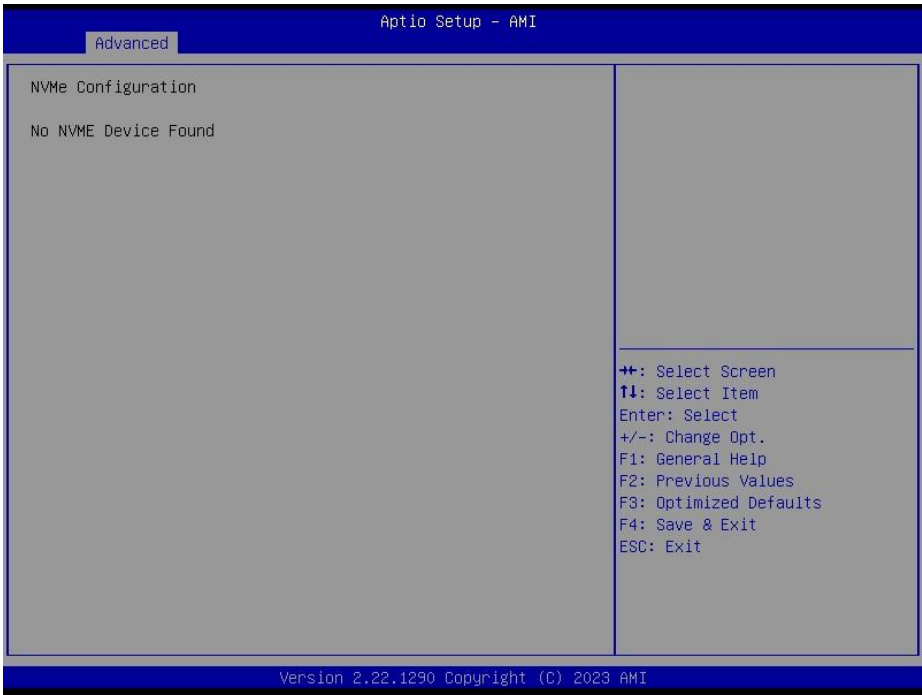 Aptio Setup – AMI
Advanced
NVMe Configuration
No NVME Device Found
→←: Select Screen
↑↓: Select Item
Enter: Select
+/-: Change Opt.
F1: General Help
F2: Previous Values
F3: Optimized Defaults
F4: Save & Exit
ESC: Exit
Version 2.22.1290 Copyright (C) 2023 AMI